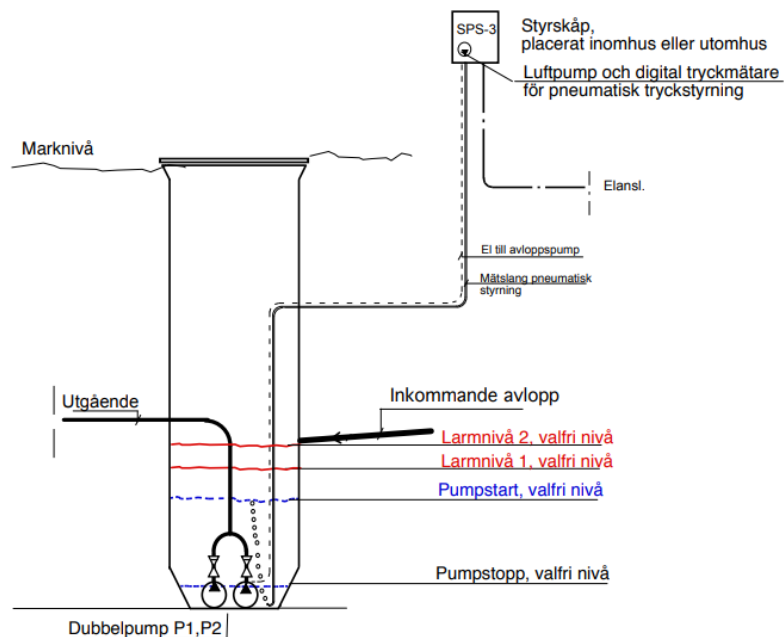 SPS-3
Styrskåp,
placerat inomhus eller utomhus
Luftpump och digital tryckmätare
för pneumatisk tryckstyrning
Marknivå
Elansl.
El till avloppspump
Mätslang pneumatisk
styrning
Utgående
Inkommande avlopp
Larmnivå 2, valfri nivå
Larmnivå 1, valfri nivå
Pumpstart, valfri nivå
Pumpstopp, valfri nivå
Dubbelpump P1,P2